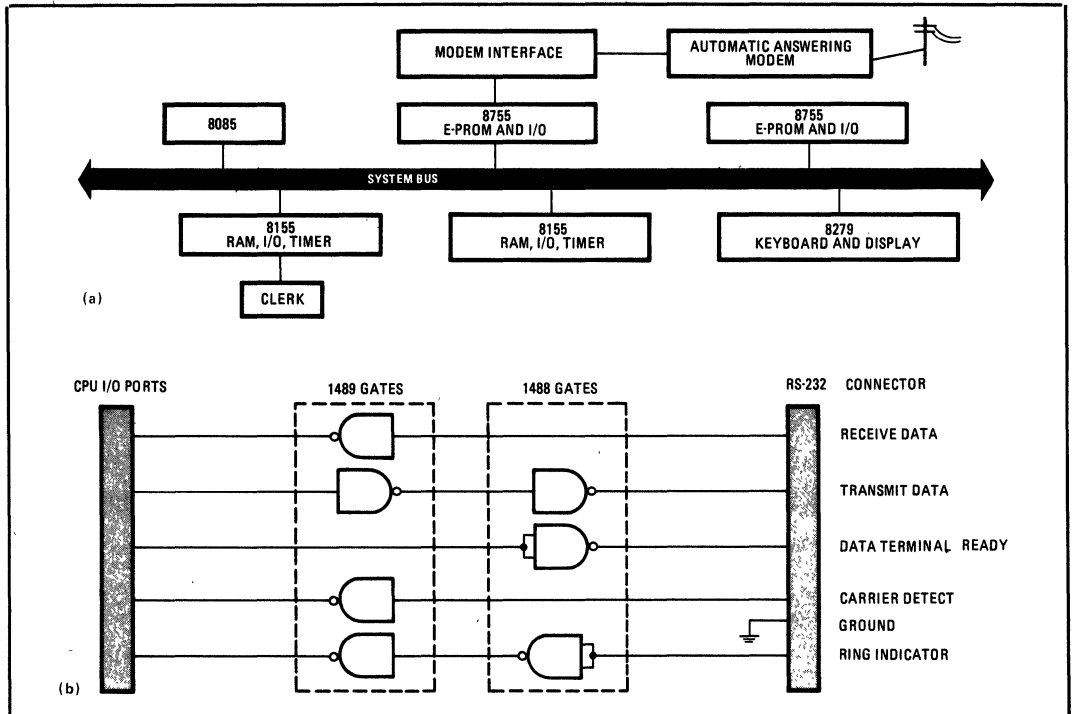 MODEM INTERFACE
AUTOMATIC ANSWERING
MODEM
8085
8755
E-PROM AND I/O
8755
E-PROM AND I/O
SYSTEM BUS
8155
RAM, I/O, TIMER
8155
RAM, I/O, TIMER
8279
KEYBOARD AND DISPLAY
CLERK
(a)
CPU I/O PORTS
1489 GATES
1488 GATES
RS-232 CONNECTOR
RECEIVE DATA
TRANSMIT DATA
DATA TERMINAL READY
CARRIER DETECT
GROUND
RING INDICATOR
(b)